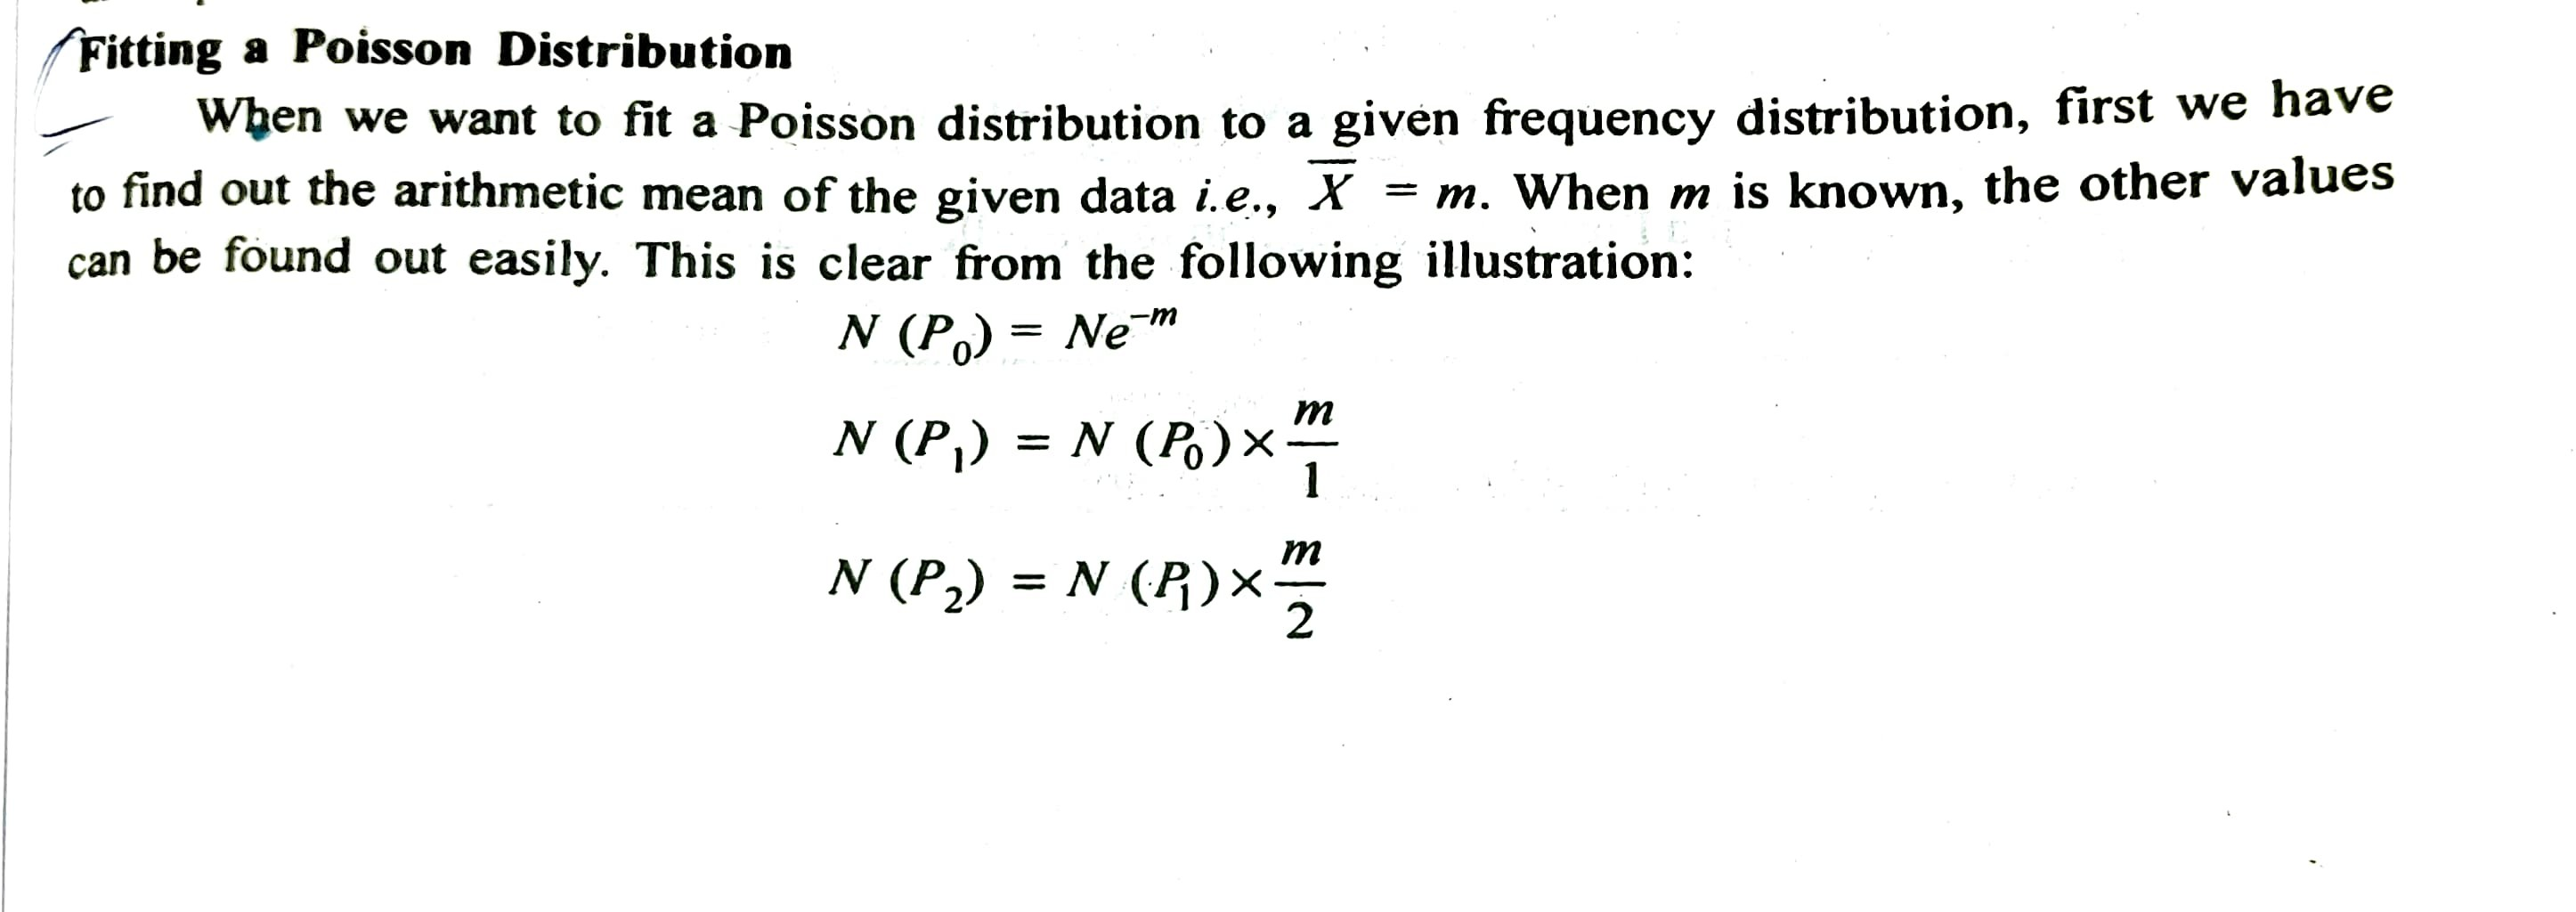 Fitting a Poisson Distribution
When we want to fit a Poisson distribution to a given frequency distribution, first we have
to find out the arithmetic mean of the given data i.e., X̅ = m. When m is known, the other values
can be found out easily. This is clear from the following illustration:
N (P₀) = Ne⁻ᵐ
N (P₁) = N (P₀) × m/1
N (P₂) = N (P₁) × m/2